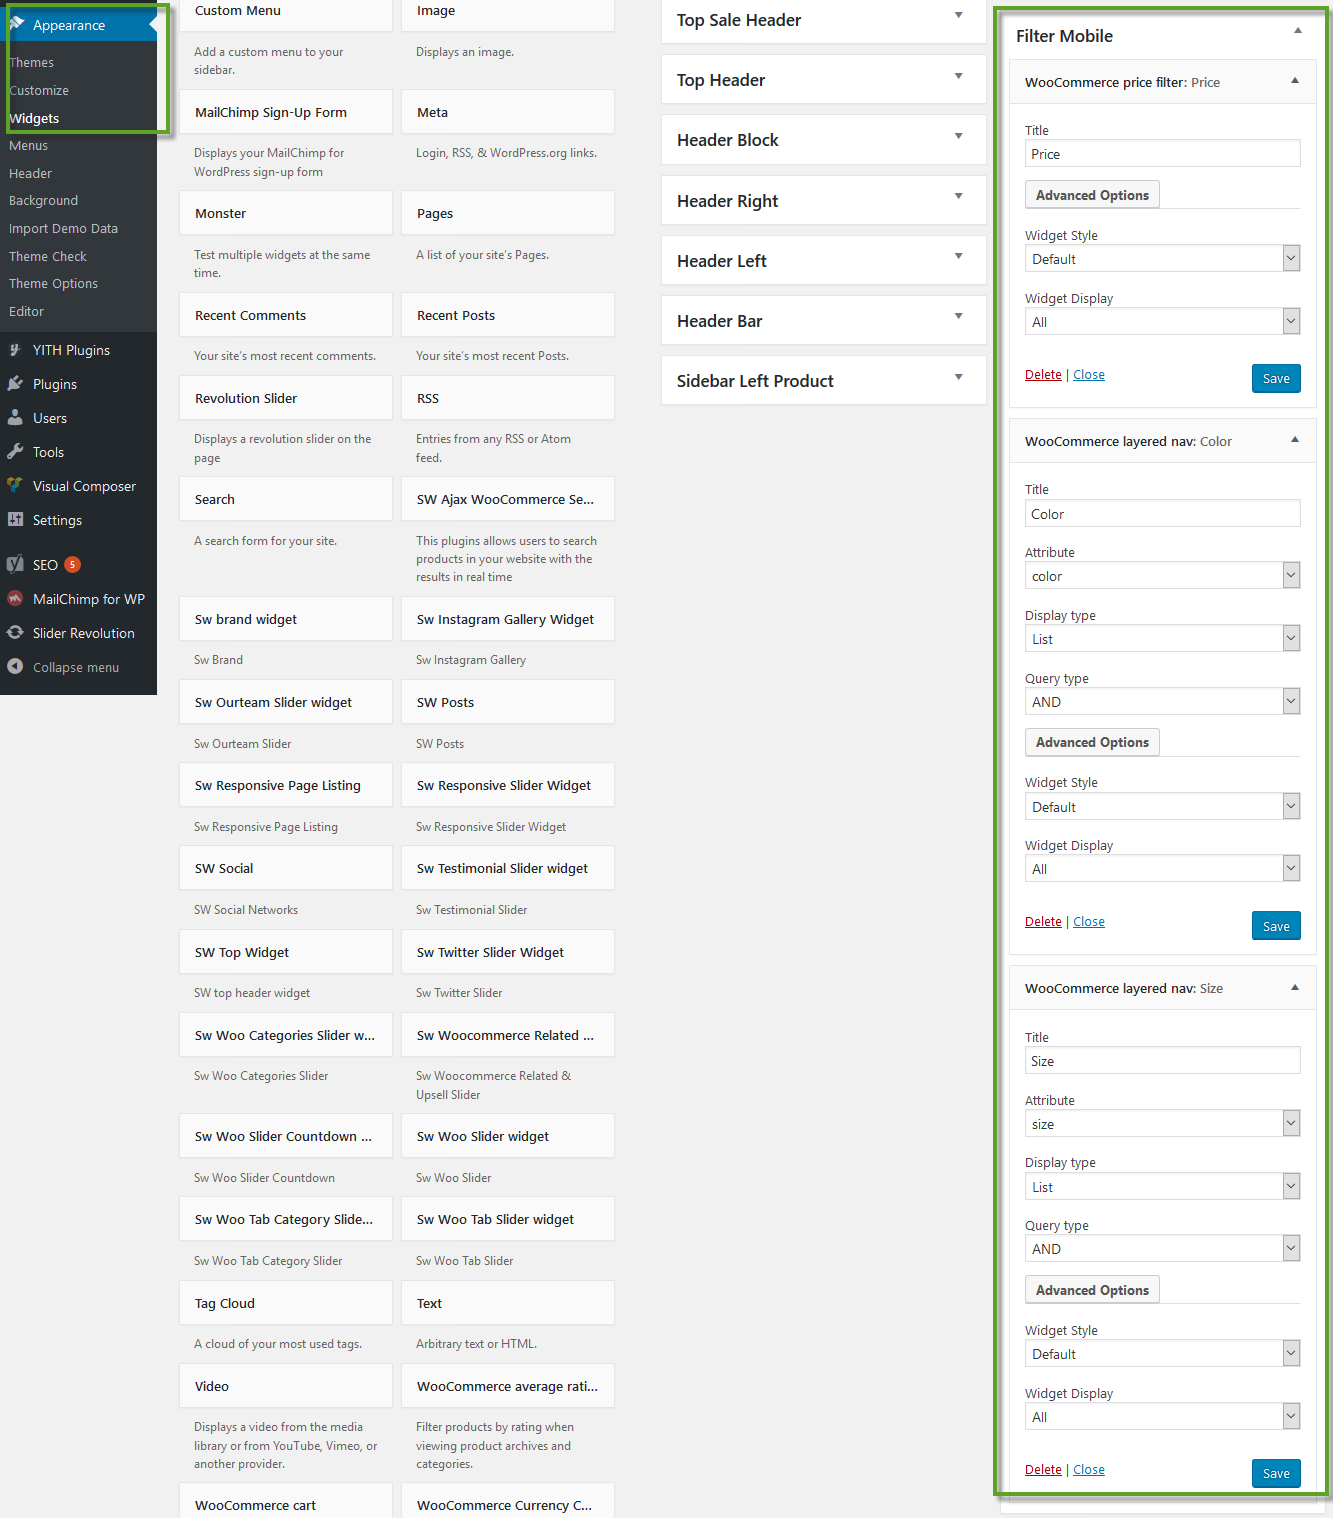 Appearance
Themes
Customize
Widgets
Menus
Header
Background
Import Demo Data
Theme Check
Theme Options
Editor
YITH Plugins
Plugins
Users
Tools
Visual Composer
Settings
SEO 5
MailChimp for WP
Slider Revolution
Collapse menu
Custom Menu
Add a custom menu to your
sidebar.
Image
Displays an image.
MailChimp Sign-Up Form
Displays your MailChimp for
WordPress sign-up form
Meta
Login, RSS, & WordPress.org links.
Monster
Test multiple widgets at the same
time.
Pages
A list of your site's Pages.
Recent Comments
Your site's most recent comments.
Recent Posts
Your site's most recent Posts.
Revolution Slider
Displays a revolution slider on the
page
RSS
Entries from any RSS or Atom
feed.
Search
A search form for your site.
SW Ajax WooCommerce Se...
This plugins allows users to search
products in your website with the
results in real time
Sw brand widget
Sw Brand
Sw Instagram Gallery Widget
Sw Instagram Gallery
Sw Ourteam Slider widget
Sw Ourteam Slider
SW Posts
SW Posts
Sw Responsive Page Listing
Sw Responsive Page Listing
Sw Responsive Slider Widget
Sw Responsive Slider Widget
SW Social
SW Social Networks
Sw Testimonial Slider widget
Sw Testimonial Slider
SW Top Widget
SW top header widget
Sw Twitter Slider Widget
Sw Twitter Slider
Sw Woo Categories Slider w...
Sw Woo Categories Slider
Sw Woocommerce Related ...
Sw Woocommerce Related &
Upsell Slider
Sw Woo Slider Countdown ...
Sw Woo Slider Countdown
Sw Woo Slider widget
Sw Woo Slider
Sw Woo Tab Category Slide...
Sw Woo Tab Category Slider
Sw Woo Tab Slider widget
Sw Woo Tab Slider
Tag Cloud
A cloud of your most used tags.
Text
Arbitrary text or HTML.
Video
Displays a video from the media
library or from YouTube, Vimeo, or
another provider.
WooCommerce average rati...
Filter products by rating when
viewing product archives and
categories.
WooCommerce cart
WooCommerce Currency C...
Top Sale Header
Top Header
Header Block
Header Right
Header Left
Header Bar
Sidebar Left Product
Filter Mobile
WooCommerce price filter: Price
Title
Price
Advanced Options
Widget Style
Default
Widget Display
All
Delete | Close
Save
WooCommerce layered nav: Color
Title
Color
Attribute
color
Display type
List
Query type
AND
Advanced Options
Widget Style
Default
Widget Display
All
Delete | Close
Save
WooCommerce layered nav: Size
Title
Size
Attribute
size
Display type
List
Query type
AND
Advanced Options
Widget Style
Default
Widget Display
All
Delete | Close
Save